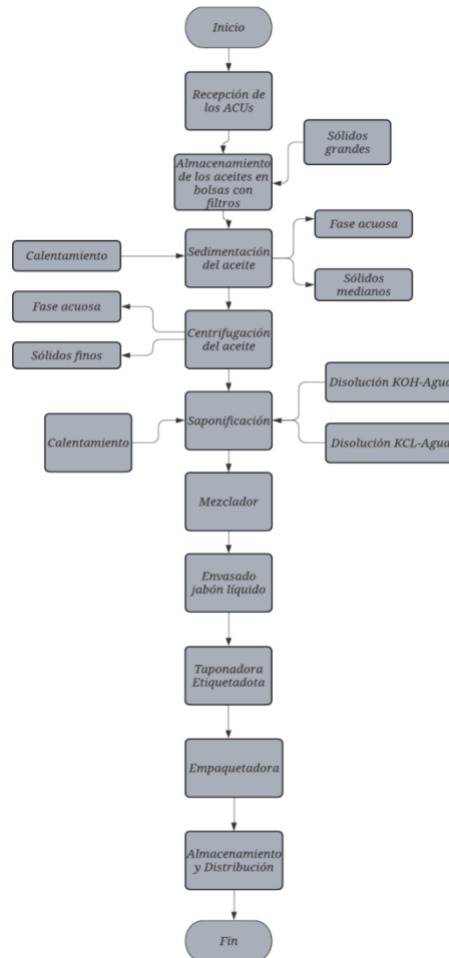 Inicio
Recepción de
los ACUs
Sólidos
grandes
Almacenamiento
de los aceites en
bolsas con
filtros
Fase acuosa
Calentamiento
Sedimentación
del aceite
Sólidos
medianos
Fase acuosa
Centrifugación
del aceite
Sólidos finos
Disolución KOH-Agua
Saponificación
Calentamiento
Disolución KCL-Agua
Mezclador
Envasado
jabón líquido
Taponadora
Etiquetadota
Empaquetadora
Almacenamiento
y Distribución
Fin